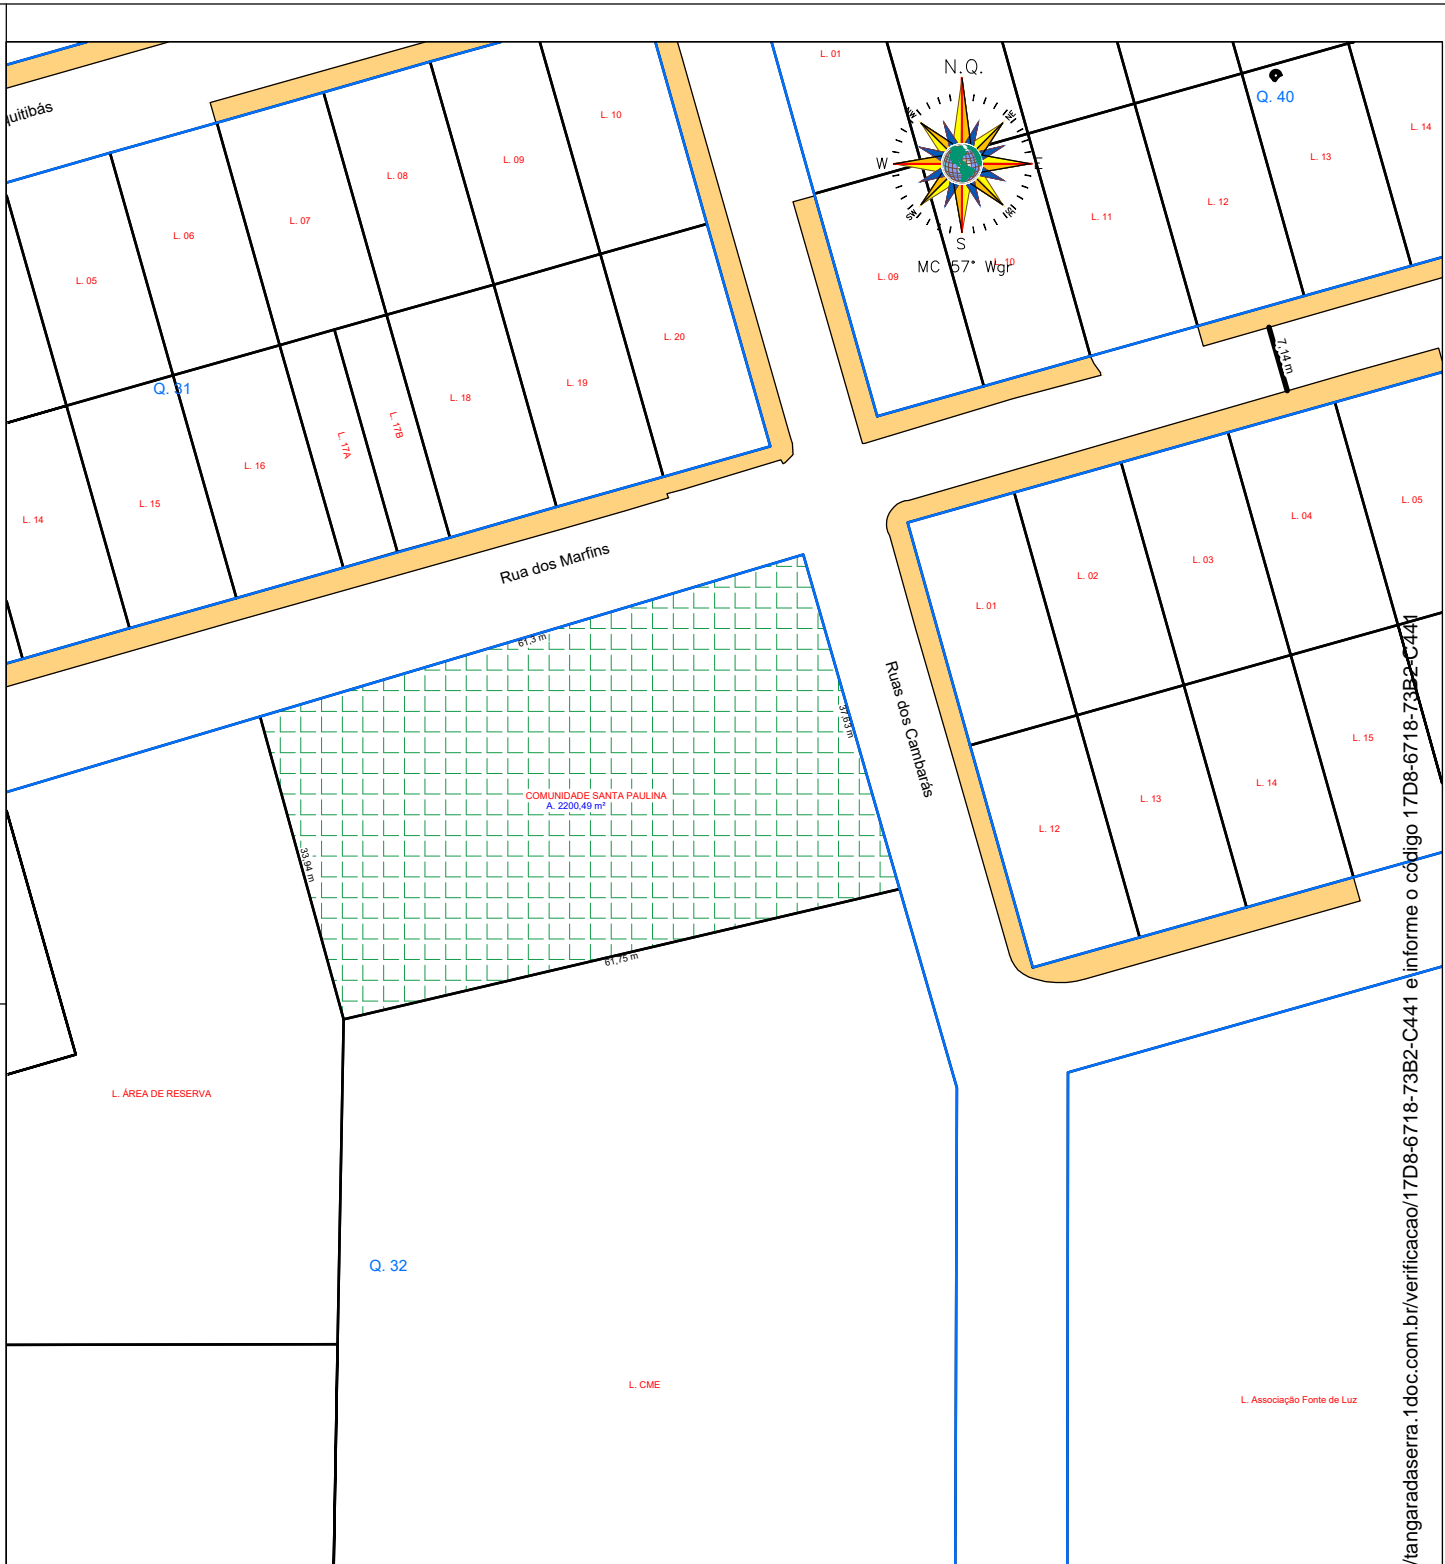 L. 01
N.Q.
Q. 40
L. 14
L. 13
L. 12
L. 11
L. 10
L. 09
W
E
S
SW
MC 57° Wgr
quitibás
L. 10
L. 09
L. 08
L. 07
L. 06
L. 05
L. 20
L. 19
L. 18
L. 17B
L. 17A
L. 16
L. 15
L. 14
Q. 31
7,14 m
Rua dos Marfins
L. 05
L. 04
L. 03
L. 02
L. 01
61,3 m
37,63 m
Ruas dos Cambarás
COMUNIDADE SANTA PAULINA
A. 2200,49 m²
33,94 m
61,75 m
L. 15
L. 14
L. 13
L. 12
L. ÁREA DE RESERVA
Q. 32
L. CME
L. Associação Fonte de Luz
/tangaradaserra.1doc.com.br/verificacao/17D8-6718-73B2-C441 e informe o código 17D8-6718-73B2-C441